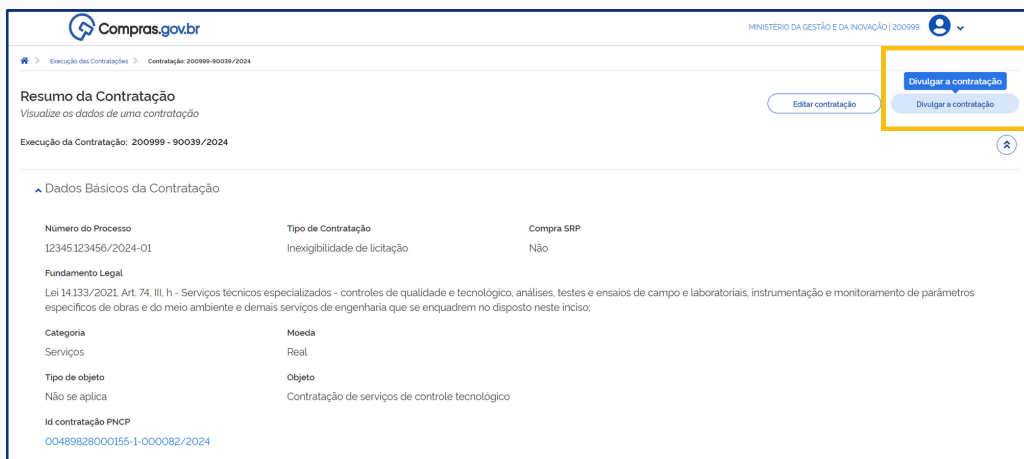 Compras.gov.br
MINISTÉRIO DA GESTÃO E DA INOVAÇÃO | 200999
Execução das Contratações > Contratação: 200999-90039/2024
Divulgar a contratação
Resumo da Contratação
Editar contratação
Divulgar a contratação
Visualize os dados de uma contratação
Execução da Contratação: 200999 - 90039/2024
Dados Básicos da Contratação
Número do Processo Tipo de Contratação Compra SRP
12345.123456/2024-01 Inexigibilidade de licitação Não
Fundamento Legal
Lei 14.133/2021, Art. 74, III, h - Serviços técnicos especializados - controles de qualidade e tecnológico, análises, testes e ensaios de campo e laboratoriais, instrumentação e monitoramento de parâmetros
específicos de obras e do meio ambiente e demais serviços de engenharia que se enquadrem no disposto neste inciso;
Categoria Moeda
Serviços Real
Tipo de objeto Objeto
Não se aplica Contratação de serviços de controle tecnológico
Id contratação PNCP
00489828000155-1-000082/2024